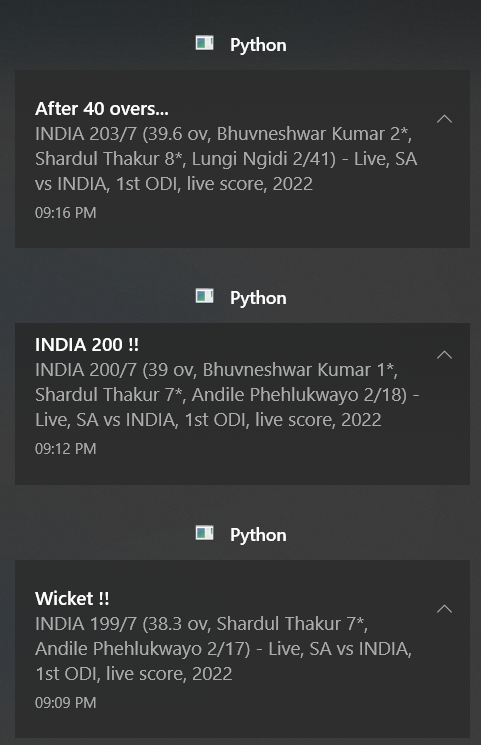 Python
After 40 overs...
INDIA 203/7 (39.6 ov, Bhuvneshwar Kumar 2*,
Shardul Thakur 8*, Lungi Ngidi 2/41) - Live, SA
vs INDIA, 1st ODI, live score, 2022
09:16 PM
Python
INDIA 200 !!
INDIA 200/7 (39 ov, Bhuvneshwar Kumar 1*,
Shardul Thakur 7*, Andile Phehlukwayo 2/18) -
Live, SA vs INDIA, 1st ODI, live score, 2022
09:12 PM
Python
Wicket !!
INDIA 199/7 (38.3 ov, Shardul Thakur 7*,
Andile Phehlukwayo 2/17) - Live, SA vs INDIA,
1st ODI, live score, 2022
09:09 PM